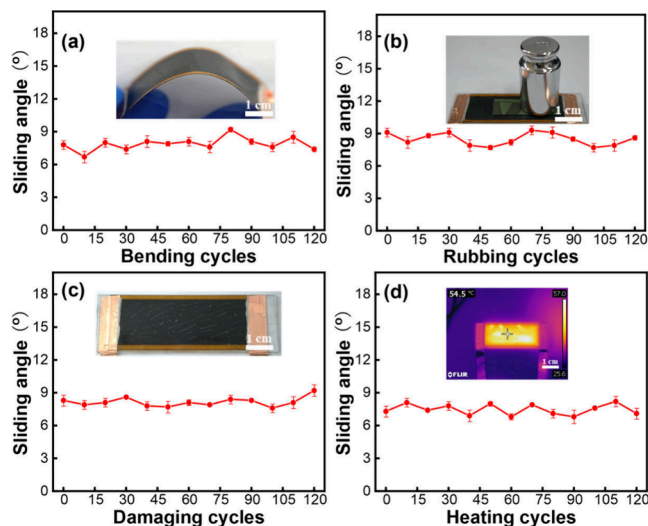 (a)
1 cm
Sliding angle (°)
18
15
12
9
6
3
0
0 15 30 45 60 75 90 105 120
Bending cycles
(b)
1 cm
Sliding angle (°)
18
15
12
9
6
3
0
0 15 30 45 60 75 90 105 120
Rubbing cycles
(c)
1 cm
Sliding angle (°)
18
15
12
9
6
3
0
0 15 30 45 60 75 90 105 120
Damaging cycles
(d)
54.5 °C
57.0
1 cm
FLIR
25.6
Sliding angle (°)
18
15
12
9
6
3
0
0 15 30 45 60 75 90 105 120
Heating cycles